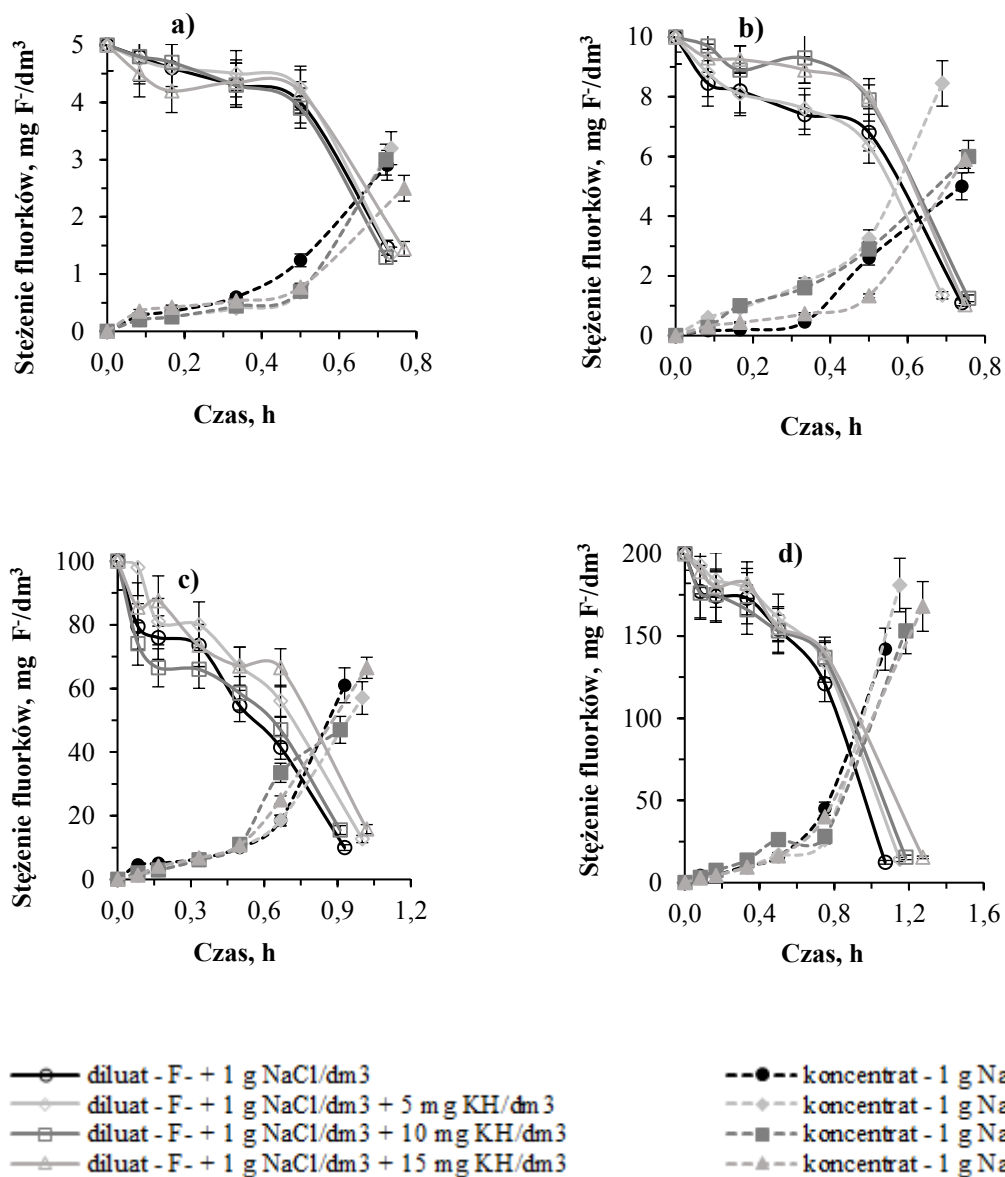 a)
Stężenie fluorków, mg F-/dm3
5
4
3
2
1
0
0,0 0,2 0,4 0,6 0,8
Czas, h
b)
Stężenie fluorków, mg F-/dm3
10
8
6
4
2
0
0,0 0,2 0,4 0,6 0,8
Czas, h
c)
Stężenie fluorków, mg F-/dm3
100
80
60
40
20
0
0,0 0,3 0,6 0,9 1,2
Czas, h
d)
Stężenie fluorków, mg F-/dm3
200
150
100
50
0
0,0 0,4 0,8 1,2 1,6
Czas, h
diluat - F- + 1 g NaCl/dm3
diluat - F- + 1 g NaCl/dm3 + 5 mg KH/dm3
diluat - F- + 1 g NaCl/dm3 + 10 mg KH/dm3
diluat - F- + 1 g NaCl/dm3 + 15 mg KH/dm3
koncentrat - 1 g Na
koncentrat - 1 g Na
koncentrat - 1 g Na
koncentrat - 1 g Na